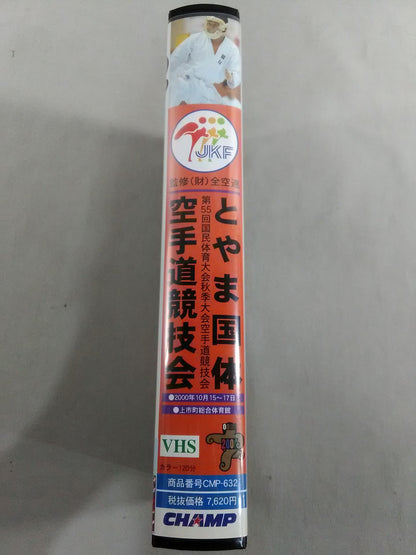 JKF
監修(財)全空連
とやま国体
第55回国民体育大会秋季大会空手道競技会
空手道競技会
●2000年10月15~17日
●上市町総合体育館
2000
VHS
カラー120分
商品番号CMP-632
税抜価格 7,620円
CHAMP